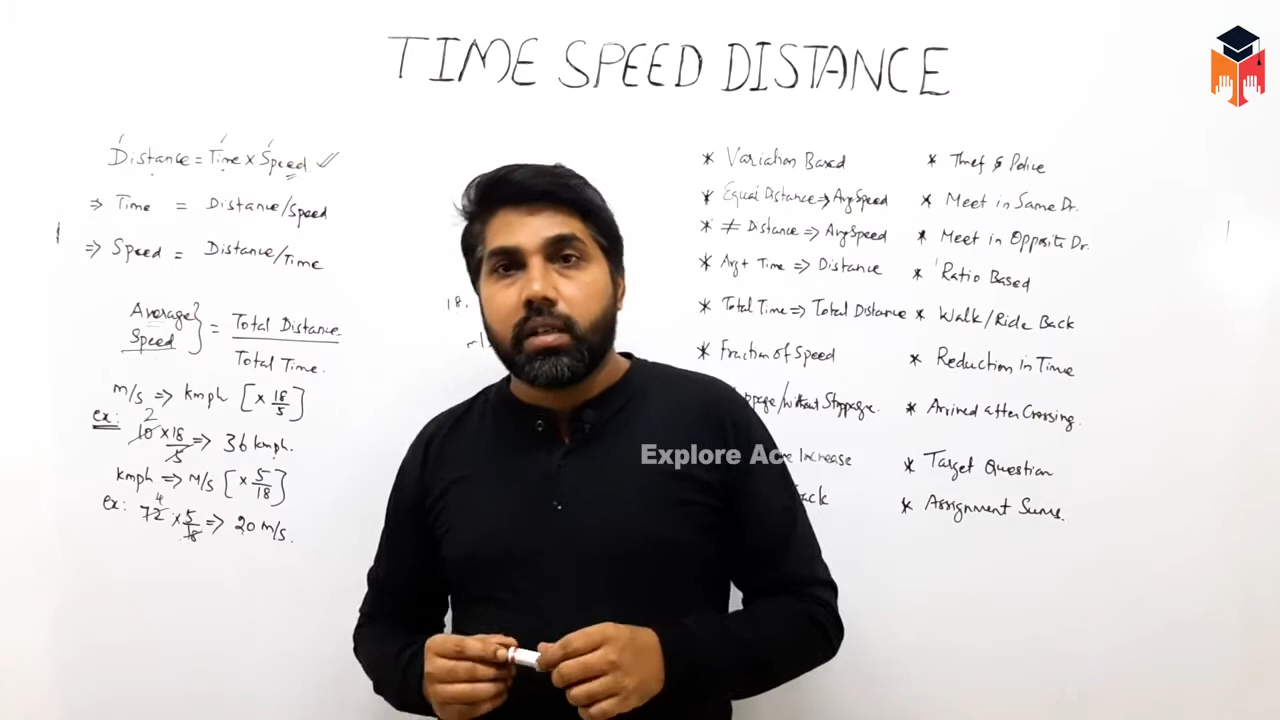 TIME SPEED DISTANCE
Distance = Time x Speed.
⇒ Time = Distance/Speed
⇒ Speed = Distance/Time
Average Speed } = Total Distance / Total Time.
m/s ⇒ kmph [ x 18/5 ]
ex: 10 x 18/5 ⇒ 36 kmph.
2
kmph ⇒ m/s [ x 5/18 ]
ex: 72 x 5/18 ⇒ 20 m/s.
4
18.
* Variation Based
* Equal Distance ⇒ Avg Speed
* ≠ Distance ⇒ Avg Speed
* Avg + Time ⇒ Distance
* Total Time ⇒ Total Distance
* Fraction of Speed
/without Stoppage.
Increase
* Thief & Police
* Meet in Same Dr.
* Meet in Opposite Dr.
* Ratio Based
* Walk/Ride Back
* Reduction in Time
* Arrived after Crossing.
* Target Question
* Assignment Sums.
Explore Ac